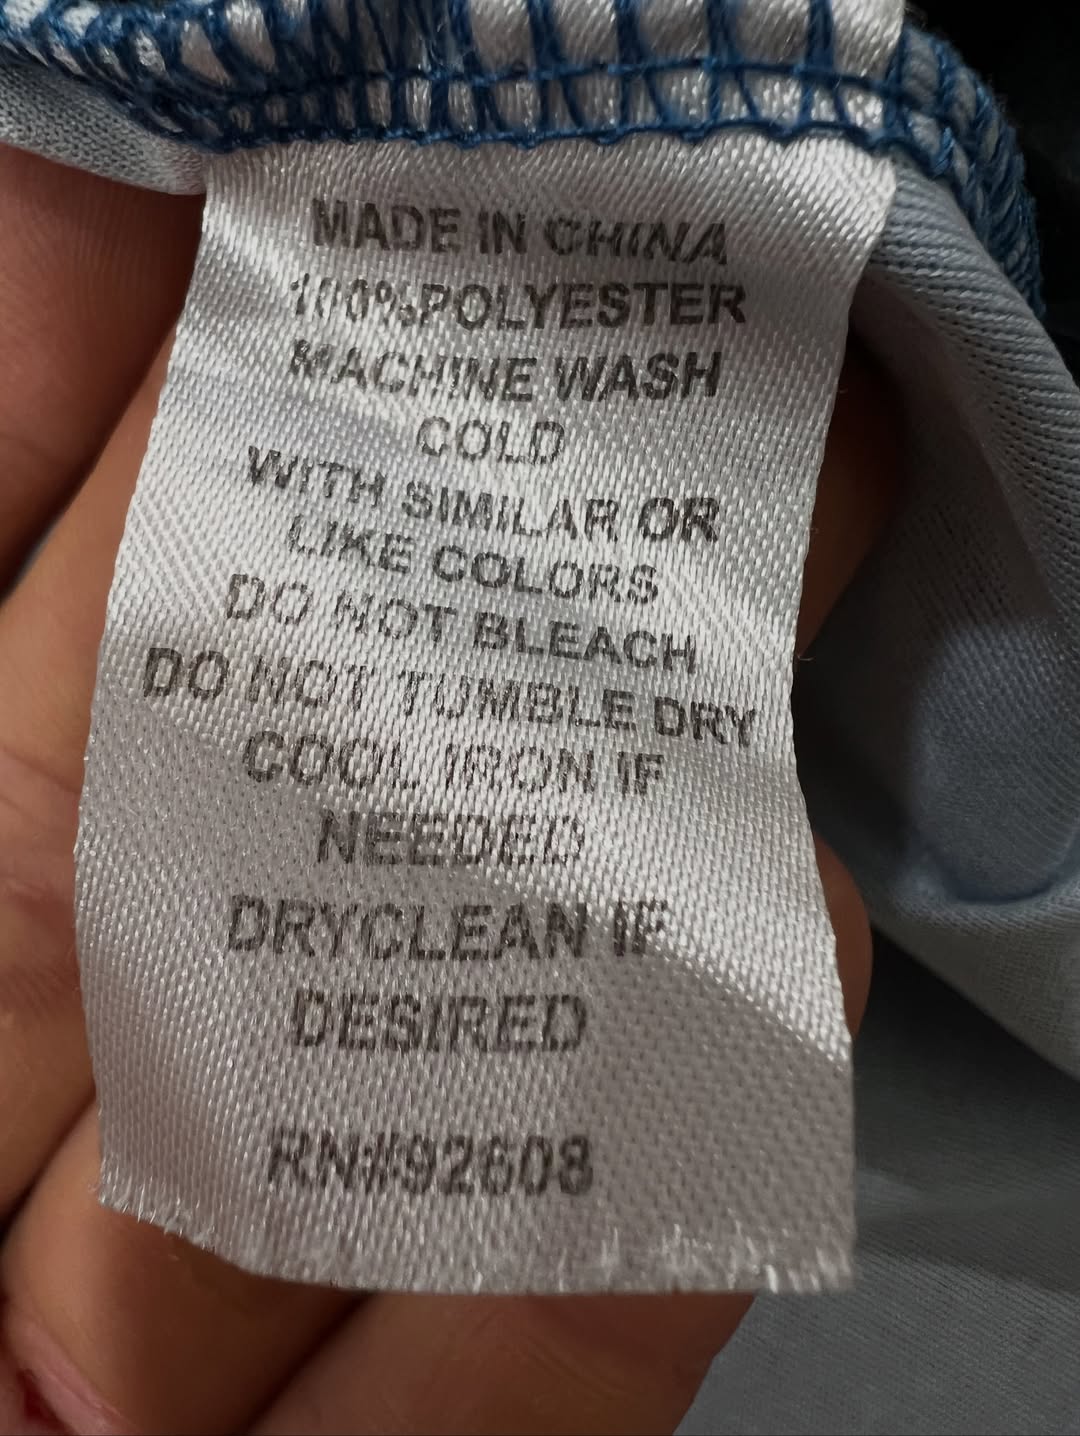 MADE IN CHINA
100%POLYESTER
MACHINE WASH
COLD
WITH SIMILAR OR
LIKE COLORS
DO NOT BLEACH
DO NOT TUMBLE DRY
COOL IRON IF
NEEDED
DRYCLEAN IF
DESIRED
RN#92608